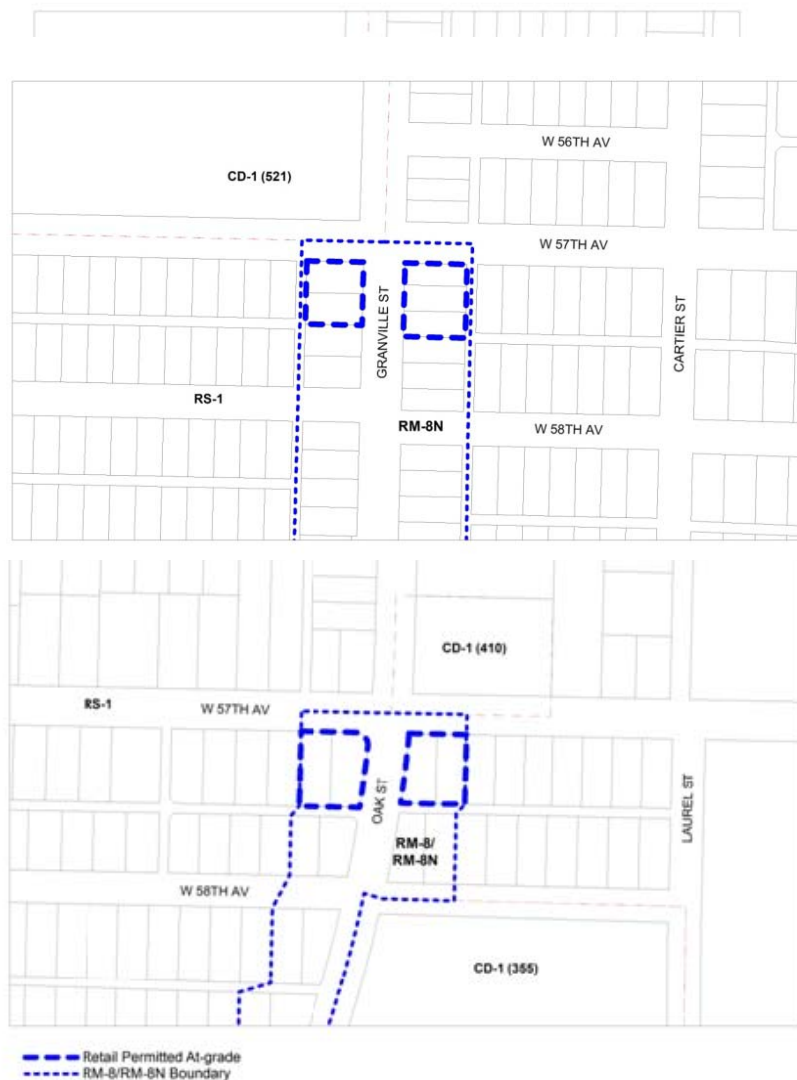 W 56TH AV
CD-1 (521)
W 57TH AV
GRANVILLE ST
CARTIER ST
RS-1
RM-8N
W 58TH AV
CD-1 (410)
RS-1
W 57TH AV
OAK ST
LAUREL ST
RM-8/
RM-8N
W 58TH AV
CD-1 (355)
Retail Permitted At-grade
RM-8/RM-8N Boundary